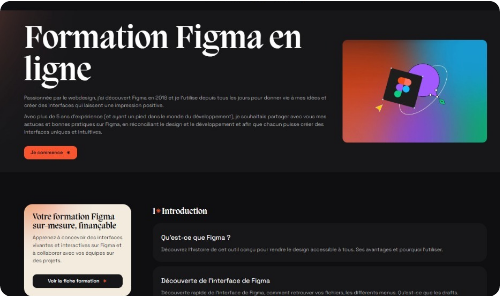 Formation Figma en
ligne
Passionnée par le webdesign, j'ai découvert Figma en 2019 et je l'utilise depuis tous les jours pour donner vie à mes idées et
créer des interfaces qui laissent une impression positive.
Avec plus de 5 ans d'expérience (et ayant un pied dans le monde du développement), je souhaitais partager avec vous mes
astuces et bonnes pratiques sur Figma, en réconciliant le design et le développement et afin que chacun puisse créer des
interfaces uniques et intuitives.
Je commence
Votre formation Figma
sur-mesure, finançable
Apprenez à concevoir des interfaces
vivantes et interactives sur Figma et
à collaborer avec vos équipes sur
des projets.
Voir la fiche formation
1 Introduction
Qu'est-ce que Figma ?
Découvrez l'histoire de cet outil conçu pour rendre le design accessible à tous. Ses avantages et pourquoi l'utiliser.
Découverte de l'interface de Figma
Découverte rapide de l'interface de Figma, comment retrouver vos fichiers, les différents menus. Qu'est-ce que les drafts,